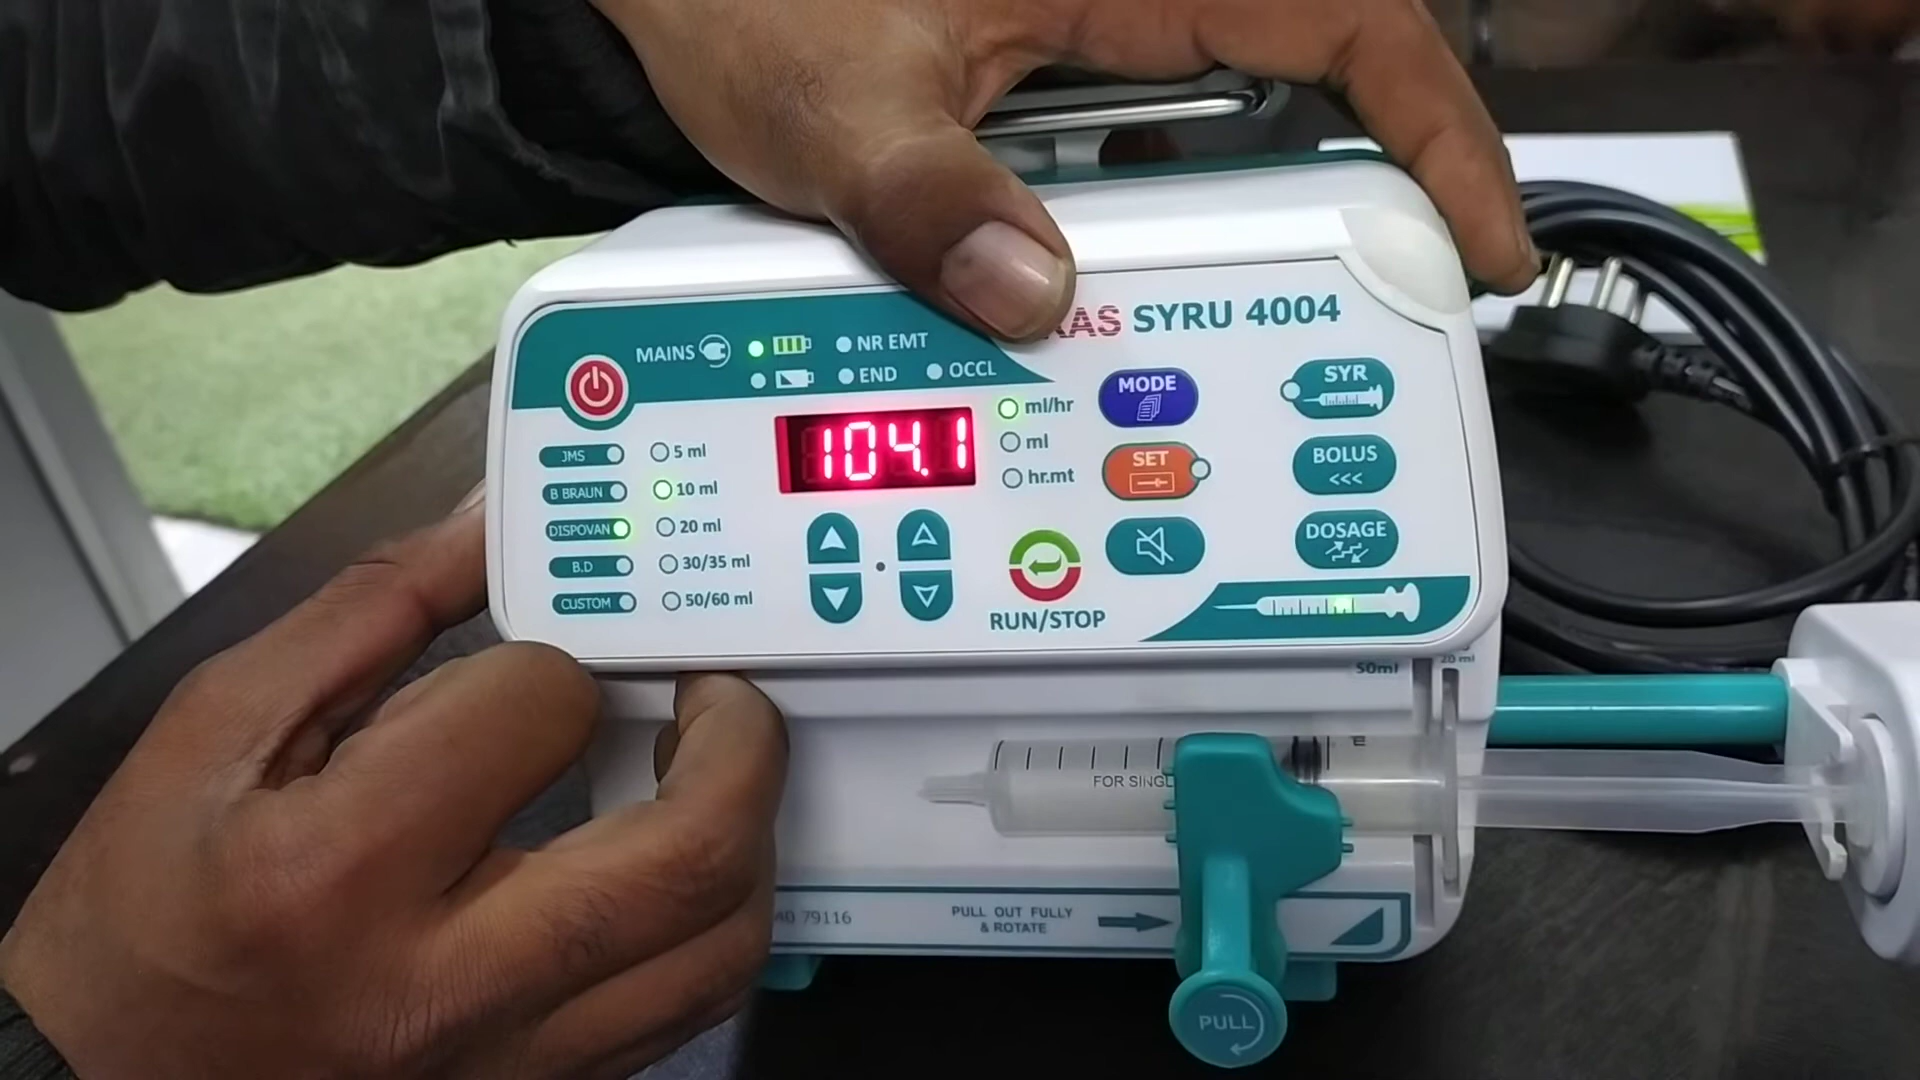 AAS SYRU 4004
MAINS
NR EMT
END
OCCL
JMS
B BRAUN
DISPOVAN
B.D
CUSTOM
5 ml
10 ml
20 ml
30/35 ml
50/60 ml
104.1
ml/hr
ml
hr.mt
MODE
SET
RUN/STOP
SYR
BOLUS
<<<
DOSAGE
50ml
20 ml
FOR SINGL
79116
PULL OUT FULLY
& ROTATE
PULL